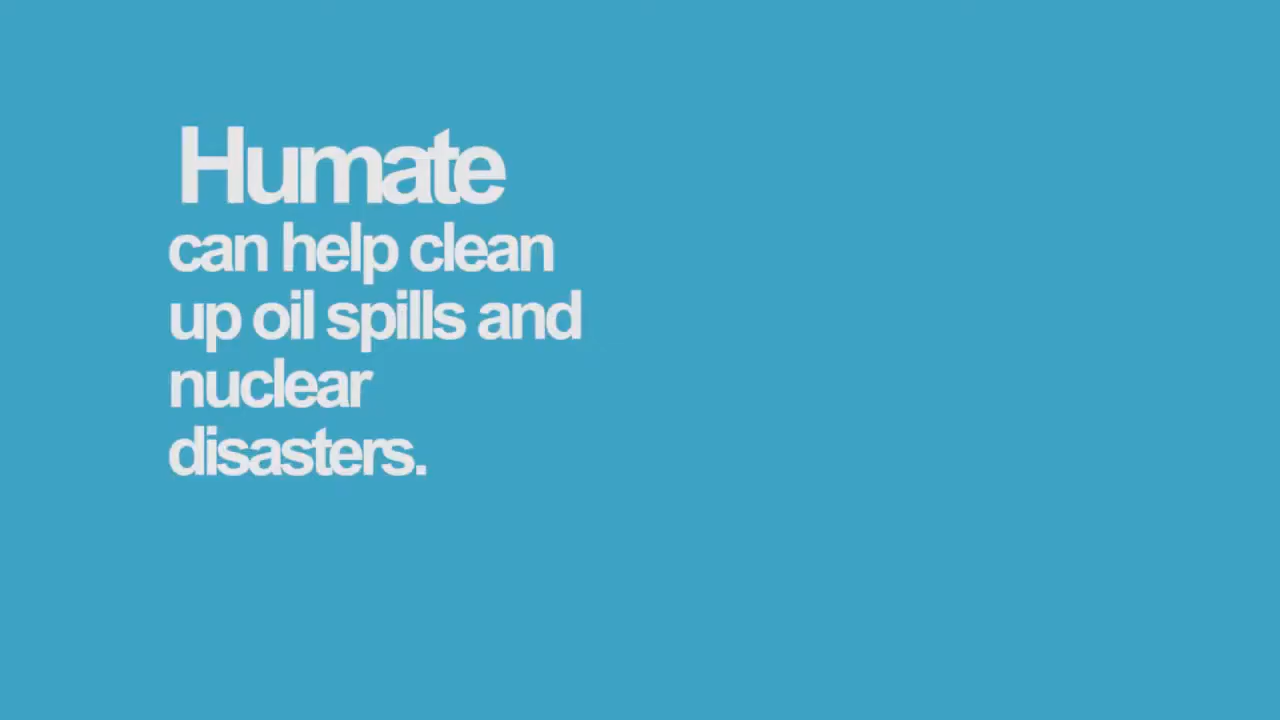 Humate
can help clean
up oil spills and
nuclear
disasters.